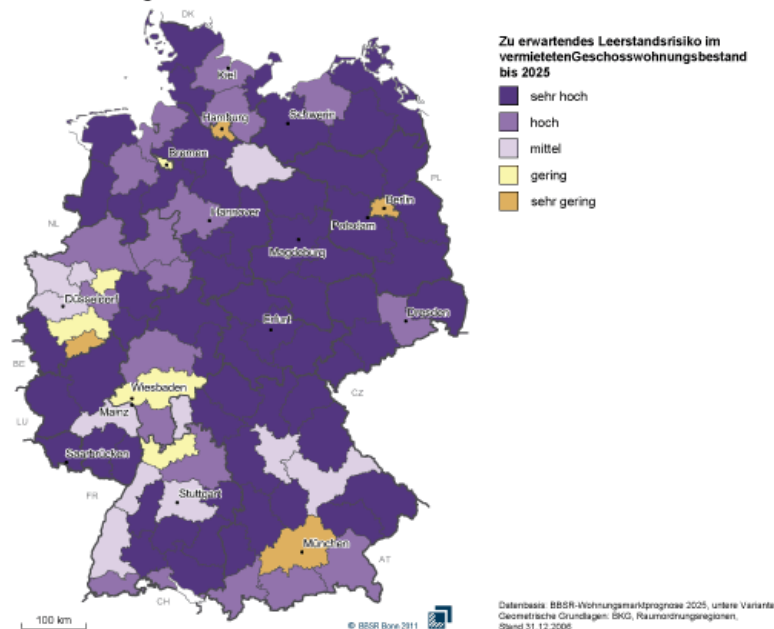 DK
Kiel
Hamburg
Schwerin
Bremen
PL
Berlin
NL
Hannover
Potsdam
Magdeburg
Düsseldorf
Erfurt
Dresden
BE
Wiesbaden
CZ
Mainz
LU
Saarbrücken
FR
Stuttgart
München
AT
CH
100 km
© BBSR Bonn 2011
Zu erwartendes Leerstandsrisiko im
vermietetenGeschosswohnungsbestand
bis 2025
sehr hoch
hoch
mittel
gering
sehr gering
Datenbasis: BBSR-Wohnungsmarktprognose 2025, untere Variante
Geometrische Grundlagen: BKG, Raumordnungsregionen,
Stand 31.12.2006